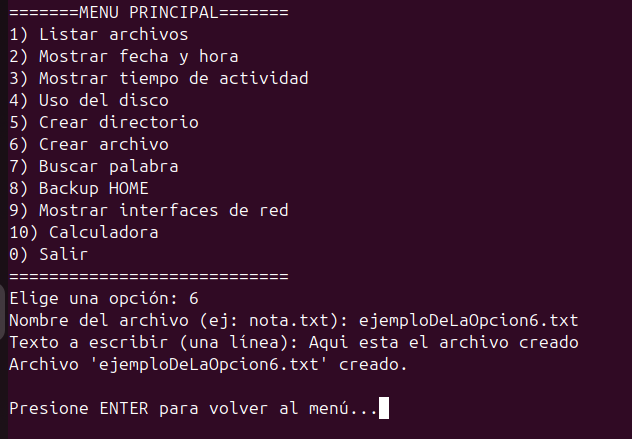 =======MENU PRINCIPAL=======
1) Listar archivos
2) Mostrar fecha y hora
3) Mostrar tiempo de actividad
4) Uso del disco
5) Crear directorio
6) Crear archivo
7) Buscar palabra
8) Backup HOME
9) Mostrar interfaces de red
10) Calculadora
0) Salir
============================
Elige una opción: 6
Nombre del archivo (ej: nota.txt): ejemploDeLaOpcion6.txt
Texto a escribir (una línea): Aqui esta el archivo creado
Archivo 'ejemploDeLaOpcion6.txt' creado.
Presione ENTER para volver al menú...